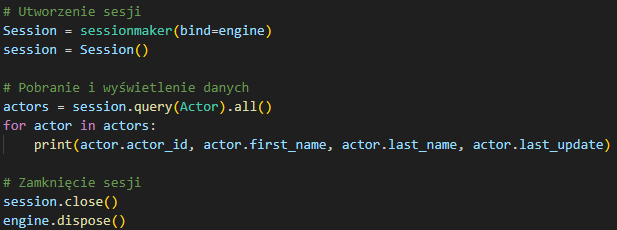 # Utworzenie sesji
Session = sessionmaker(bind=engine)
session = Session()
# Pobranie i wyświetlenie danych
actors = session.query(Actor).all()
for actor in actors:
    print(actor.actor_id, actor.first_name, actor.last_name, actor.last_update)
# Zamknięcie sesji
session.close()
engine.dispose()